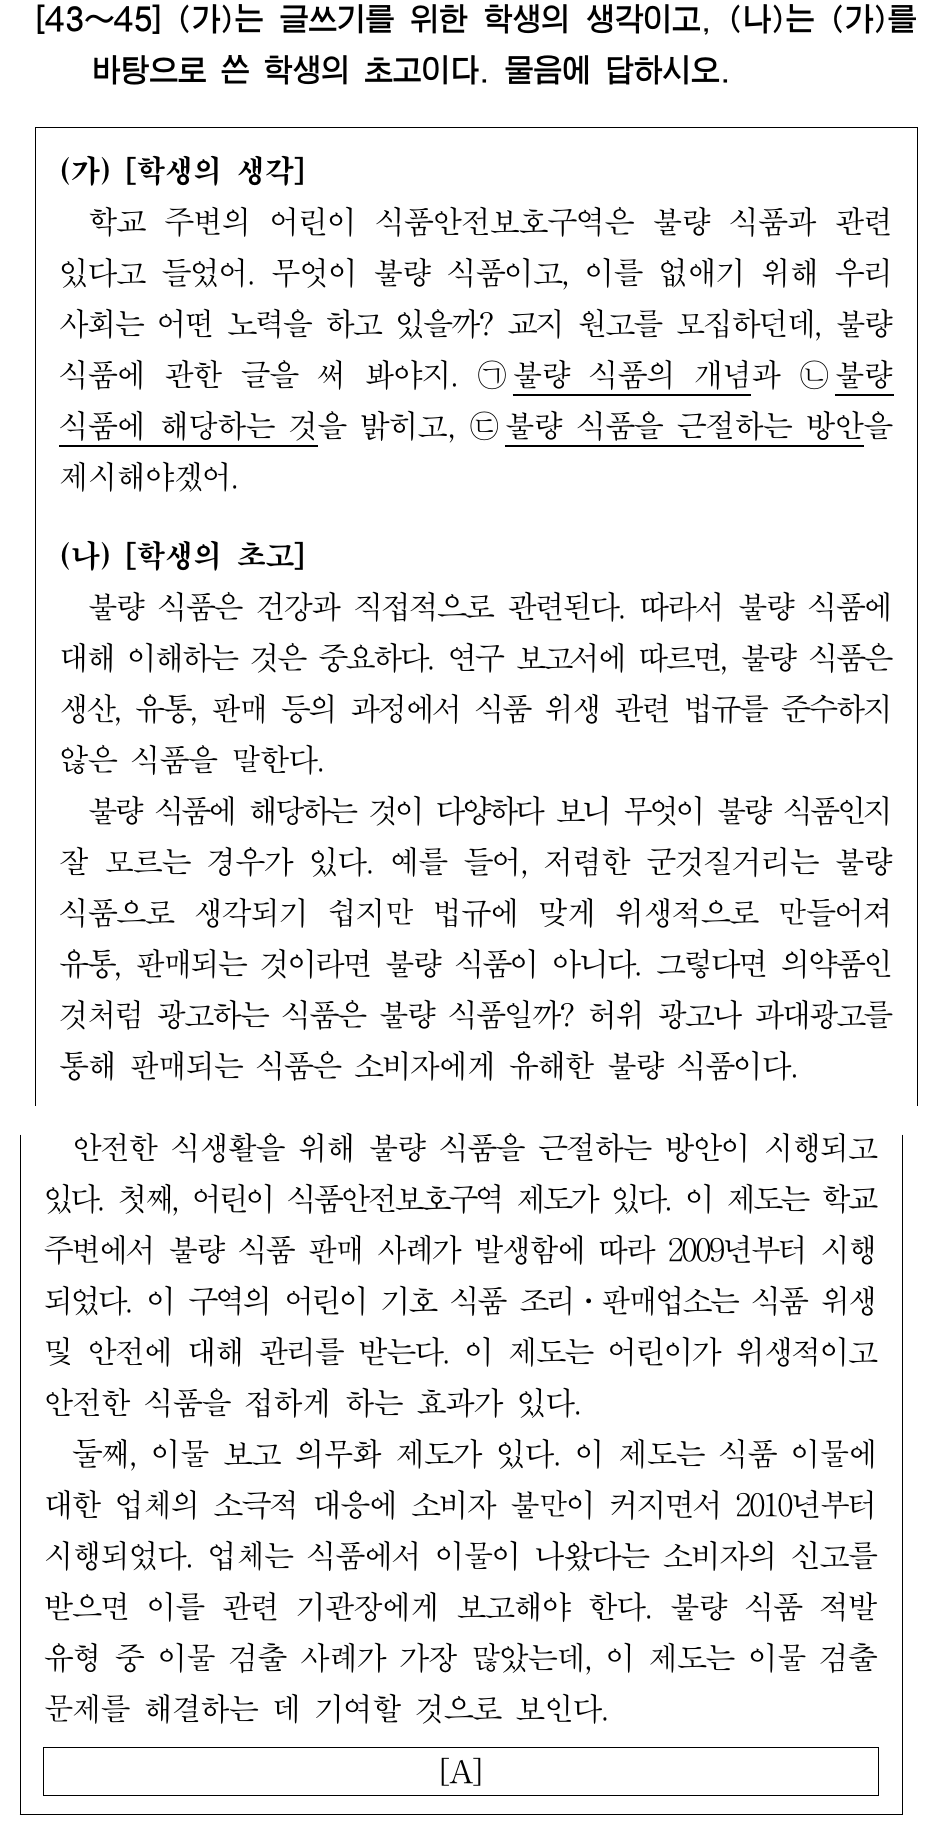 [43～45] (가)는 글쓰기를 위한 학생의 생각이고, (나)는 (가)를
바탕으로 쓴 학생의 초고이다. 물음에 답하시오.
(가) [학생의 생각]
학교 주변의 어린이 식품안전보호구역은 불량 식품과 관련
있다고 들었어. 무엇이 불량 식품이고, 이를 없애기 위해 우리
사회는 어떤 노력을 하고 있을까? 교지 원고를 모집하던데, 불량
식품에 관한 글을 써 봐야지. ㉠불량 식품의 개념과 ㉡불량
식품에 해당하는 것을 밝히고, ㉢불량 식품을 근절하는 방안을
제시해야겠어.
(나) [학생의 초고]
불량 식품은 건강과 직접적으로 관련된다. 따라서 불량 식품에
대해 이해하는 것은 중요하다. 연구 보고서에 따르면, 불량 식품은
생산, 유통, 판매 등의 과정에서 식품 위생 관련 법규를 준수하지
않은 식품을 말한다.
불량 식품에 해당하는 것이 다양하다 보니 무엇이 불량 식품인지
잘 모르는 경우가 있다. 예를 들어, 저렴한 군것질거리는 불량
식품으로 생각되기 쉽지만 법규에 맞게 위생적으로 만들어져
유통, 판매되는 것이라면 불량 식품이 아니다. 그렇다면 의약품인
것처럼 광고하는 식품은 불량 식품일까? 허위 광고나 과대광고를
통해 판매되는 식품은 소비자에게 유해한 불량 식품이다.
안전한 식생활을 위해 불량 식품을 근절하는 방안이 시행되고
있다. 첫째, 어린이 식품안전보호구역 제도가 있다. 이 제도는 학교
주변에서 불량 식품 판매 사례가 발생함에 따라 2009년부터 시행
되었다. 이 구역의 어린이 기호 식품 조리・판매업소는 식품 위생
및 안전에 대해 관리를 받는다. 이 제도는 어린이가 위생적이고
안전한 식품을 접하게 하는 효과가 있다.
둘째, 이물 보고 의무화 제도가 있다. 이 제도는 식품 이물에
대한 업체의 소극적 대응에 소비자 불만이 커지면서 2010년부터
시행되었다. 업체는 식품에서 이물이 나왔다는 소비자의 신고를
받으면 이를 관련 기관장에게 보고해야 한다. 불량 식품 적발
유형 중 이물 검출 사례가 가장 많았는데, 이 제도는 이물 검출
문제를 해결하는 데 기여할 것으로 보인다.
[A]